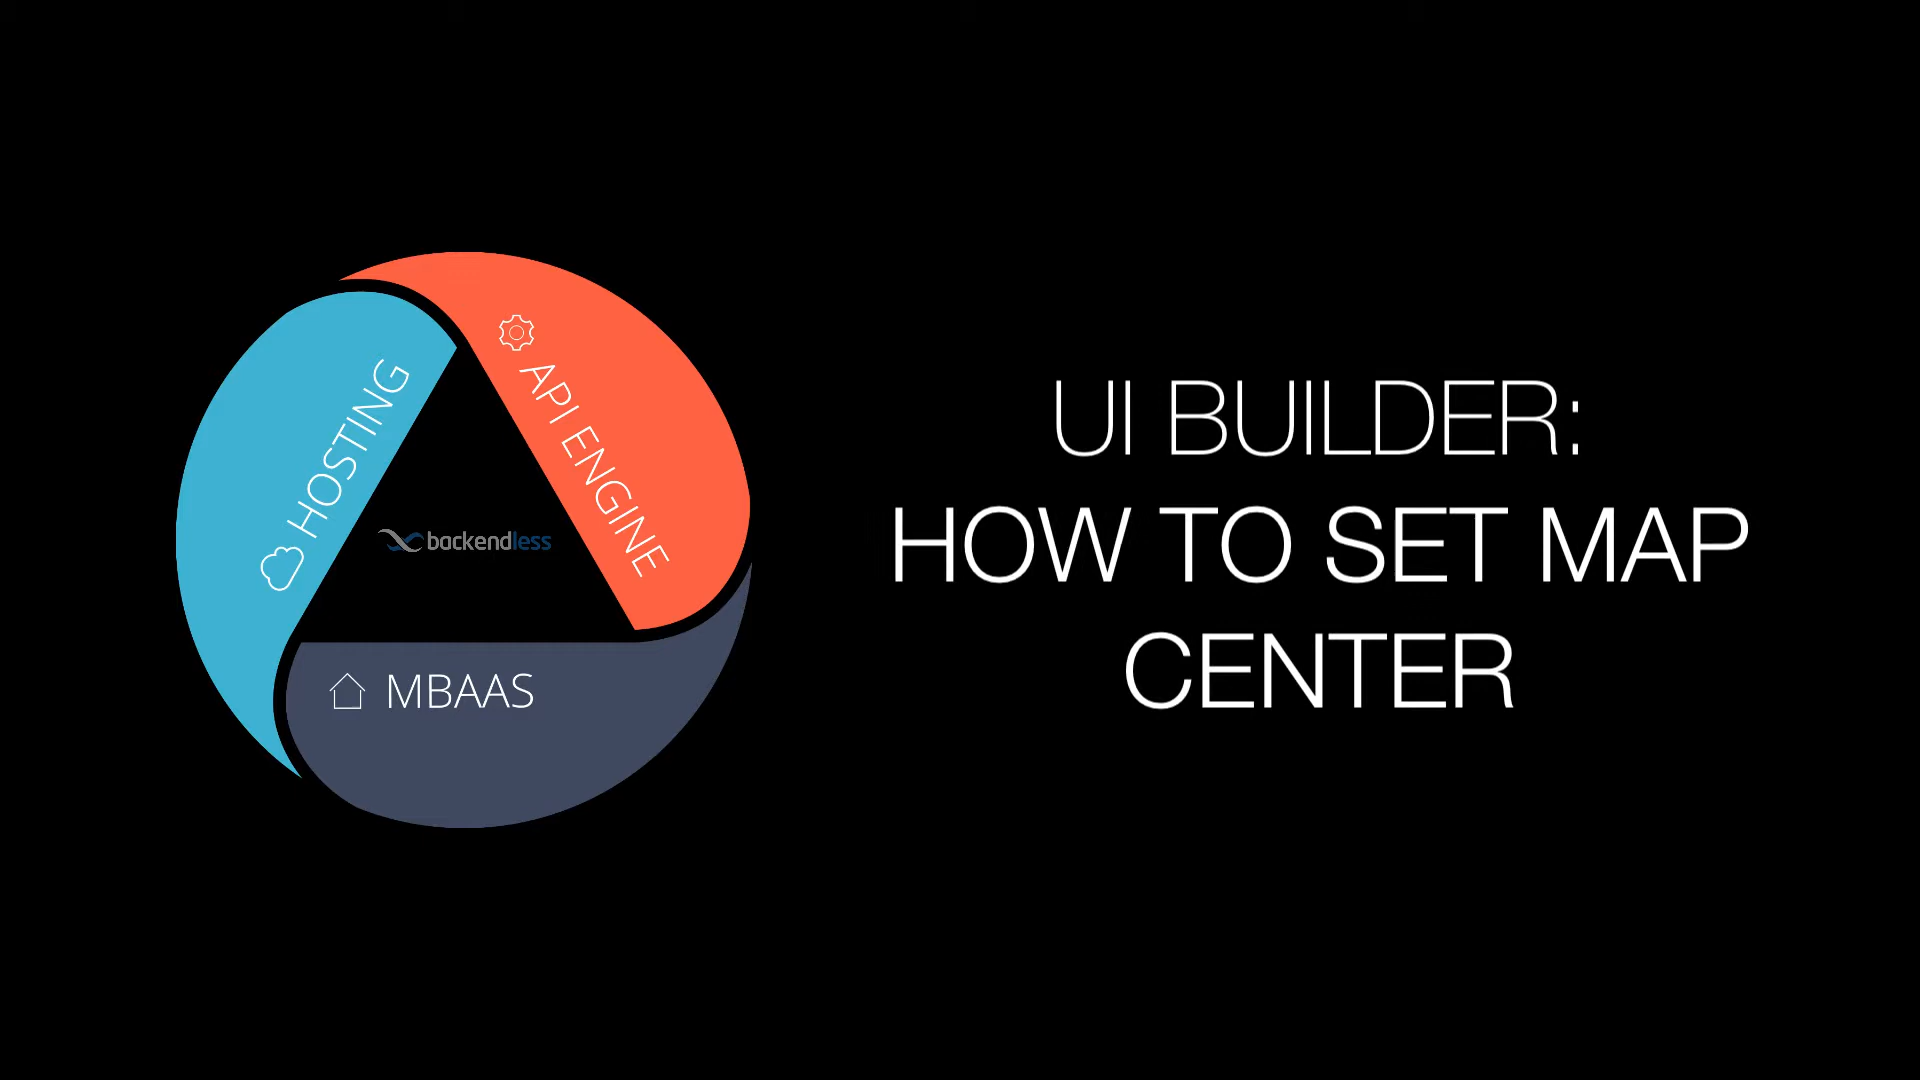 HOSTING
API ENGINE
backendless
MBAAS
UI BUILDER:
HOW TO SET MAP
CENTER